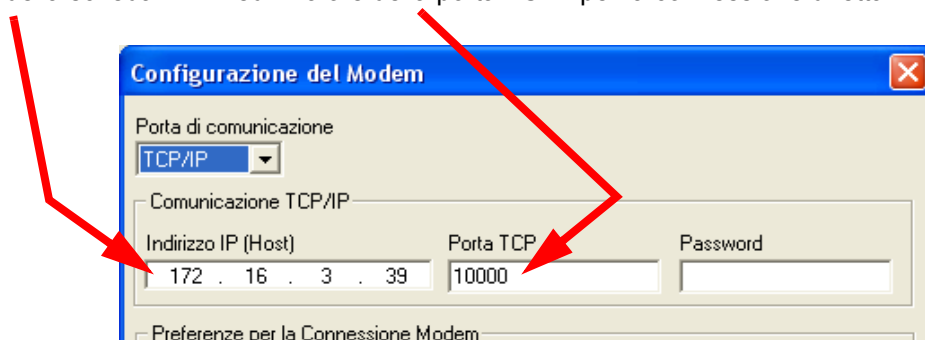 Configurazione del Modem
Porta di comunicazione
TCP/IP
Comunicazione TCP/IP
Indirizzo IP (Host) Porta TCP Password
172 . 16 . 3 . 39 10000
Preferenze per la Connessione Modem